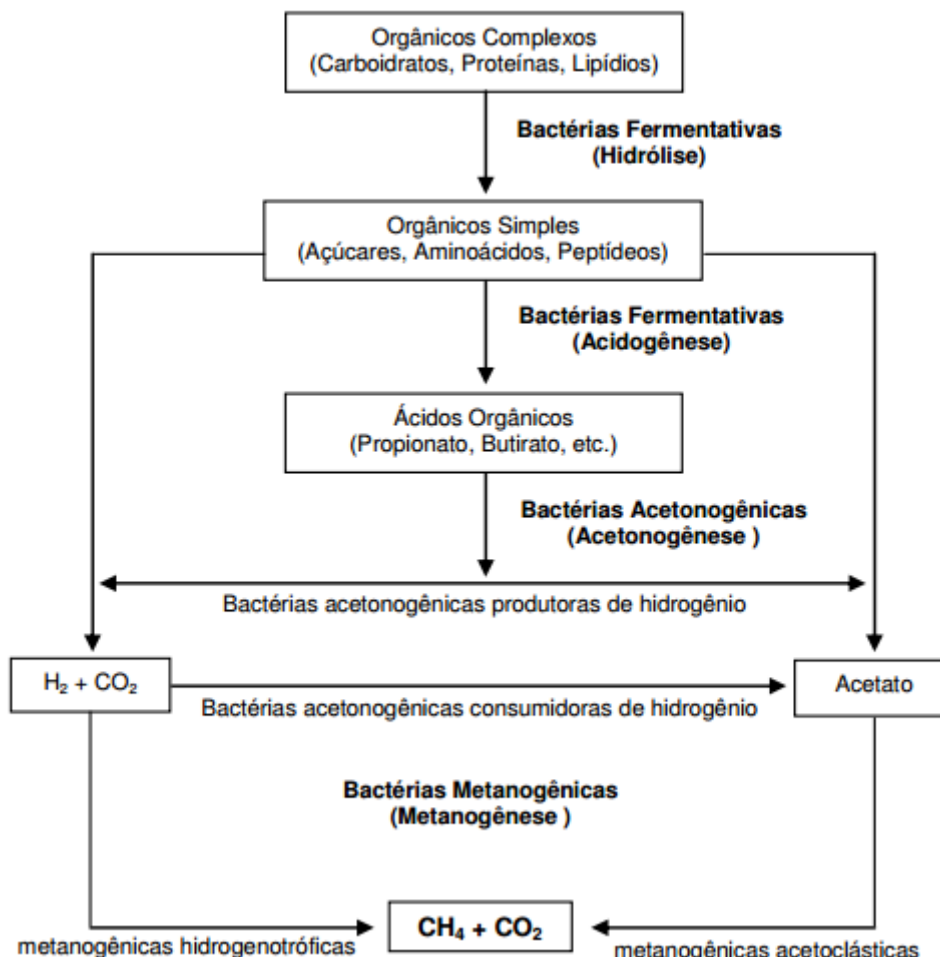 Orgânicos Complexos
(Carboidratos, Proteínas, Lipídios)
Bactérias Fermentativas
(Hidrólise)
Orgânicos Simples
(Açúcares, Aminoácidos, Peptídeos)
Bactérias Fermentativas
(Acidogênese)
Ácidos Orgânicos
(Propionato, Butirato, etc.)
Bactérias Acetonogênicas
(Acetonogênese )
Bactérias acetonogênicas produtoras de hidrogênio
H₂ + CO₂
Acetato
Bactérias acetonogênicas consumidoras de hidrogênio
Bactérias Metanogênicas
(Metanogênese )
CH₄ + CO₂
metanogênicas hidrogenotróficas
metanogênicas acetoclásticas